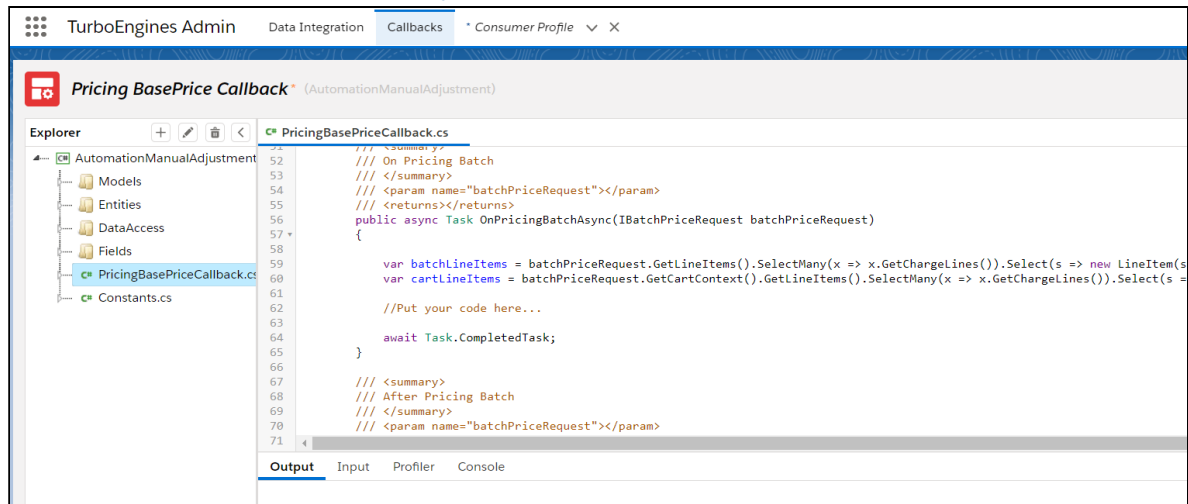 TurboEngines Admin Data Integration Callbacks * Consumer Profile
Pricing BasePrice Callback* (AutomationManualAdjustment)
Explorer
AutomationManualAdjustment
Models
Entities
DataAccess
Fields
PricingBasePriceCallback.cs
Constants.cs
C# PricingBasePriceCallback.cs
51 /// <summary>
52 /// On Pricing Batch
53 /// </summary>
54 /// <param name="batchPriceRequest"></param>
55 /// <returns></returns>
56 public async Task OnPricingBatchAsync(IBatchPriceRequest batchPriceRequest)
57 {
58
59 var batchLineItems = batchPriceRequest.GetLineItems().SelectMany(x => x.GetChargeLines()).Select(s => new LineItem(s
60 var cartLineItems = batchPriceRequest.GetCartContext().GetLineItems().SelectMany(x => x.GetChargeLines()).Select(s =
61
62 //Put your code here...
63
64 await Task.CompletedTask;
65 }
66
67 /// <summary>
68 /// After Pricing Batch
69 /// </summary>
70 /// <param name="batchPriceRequest"></param>
71
Output Input Profiler Console